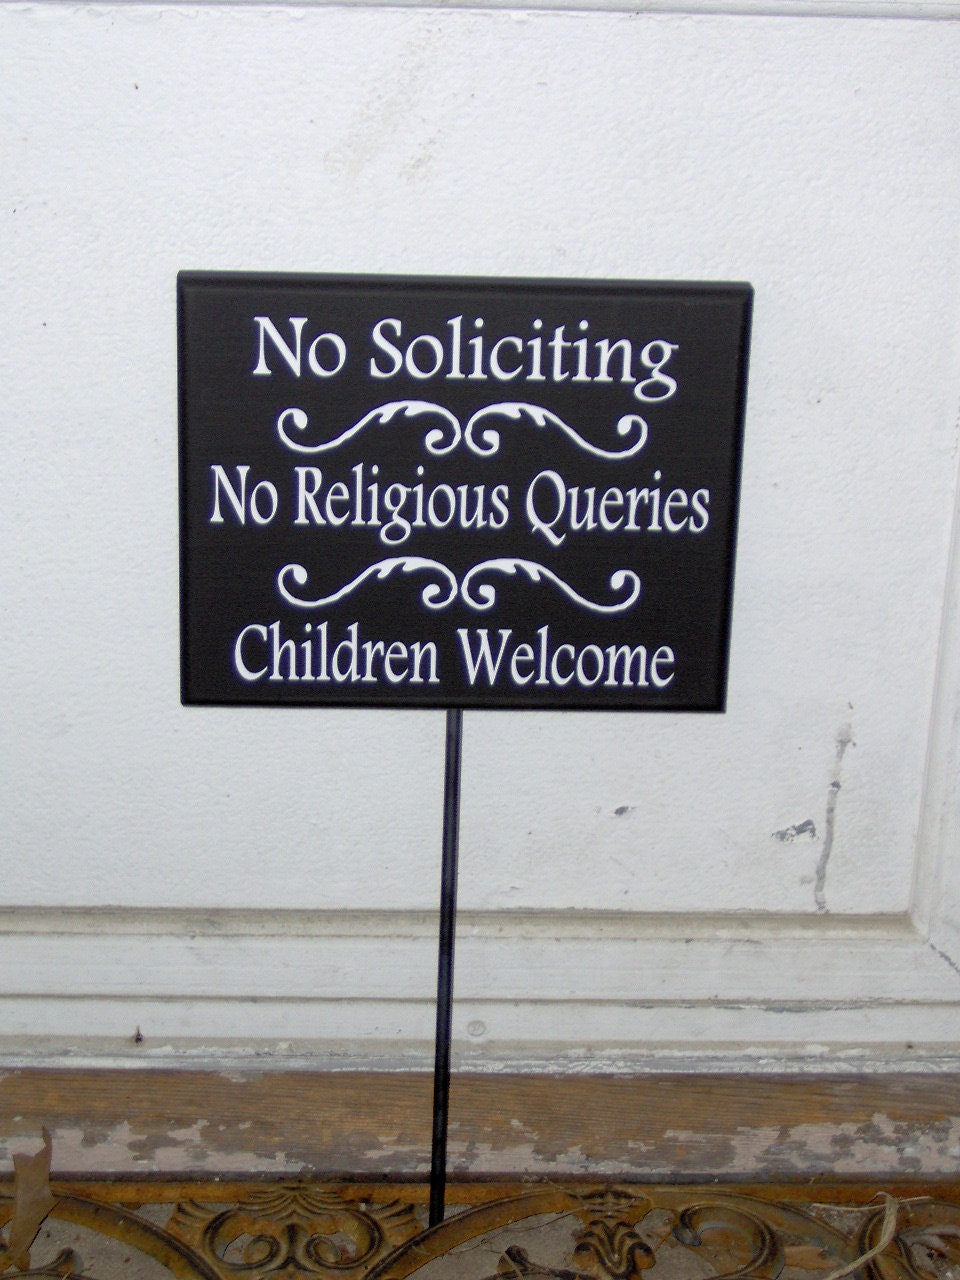 No Soliciting
No Religious Queries
Children Welcome